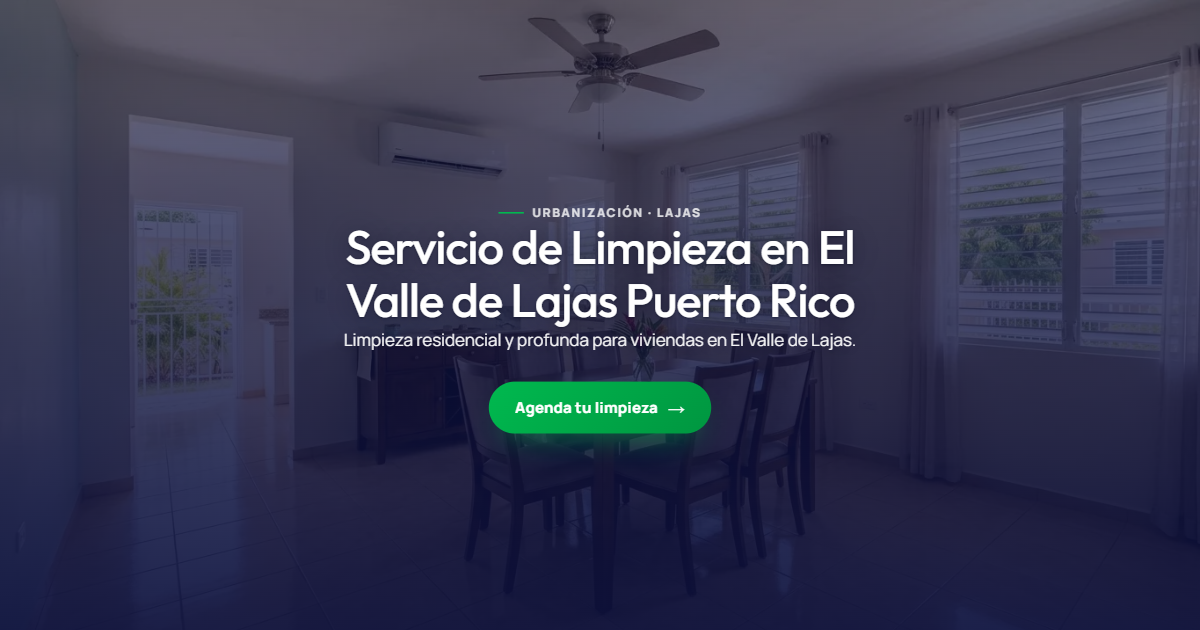 URBANIZACIÓN · LAJAS
Servicio de Limpieza en El
Valle de Lajas Puerto Rico
Limpieza residencial y profunda para viviendas en El Valle de Lajas.
Agenda tu limpieza →